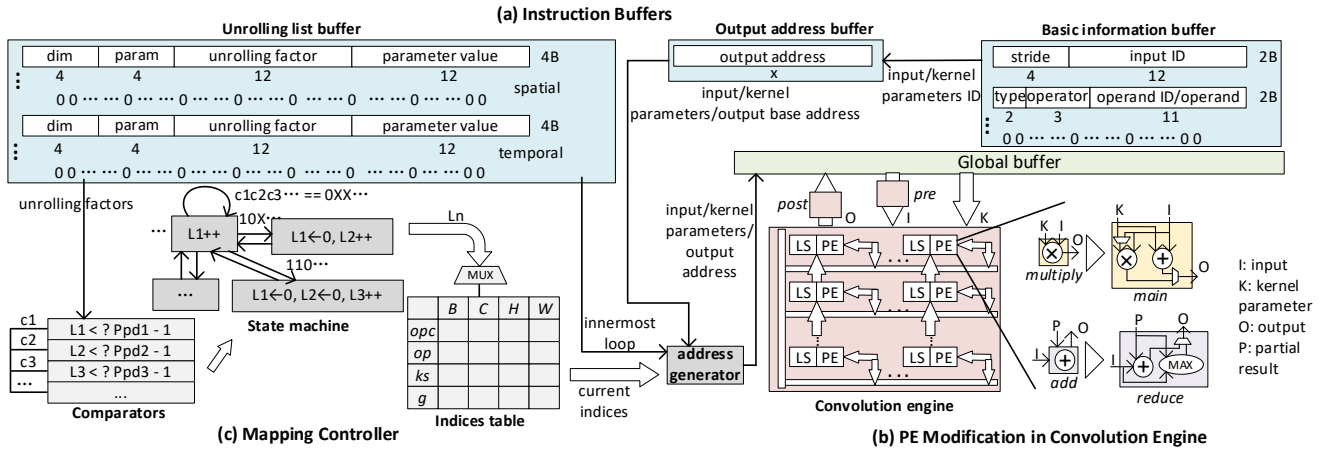 (a) Instruction Buffers
Unrolling list buffer
dim param unrolling factor parameter value 4B
4 4 12 12
spatial
0 0 ··· ··· 0 ··· ··· 0 ··· ··· 0 ··· ··· 0 ··· ··· 0 ··· ··· 0 0
dim param unrolling factor parameter value 4B
4 4 12 12
temporal
0 0 ··· ··· 0 ··· ··· 0 ··· ··· 0 ··· ··· 0 ··· ··· 0 ··· ··· 0 0
Output address buffer
output address
x
input/kernel
parameters/output base address
input/kernel
parameters ID
Basic information buffer
stride input ID 2B
4 12
type operator operand ID/operand 2B
2 3 11
0 0 ··· ··· 0 ··· ··· 0 ··· ··· 0 0
unrolling factors
c1c2c3··· == 0XX···
10X···
··· L1++
L1←0, L2++
110···
···
L1←0, L2←0, L3++
State machine
Ln
MUX
c1
c2
c3
...
L1 < ? Ppd1 - 1
L2 < ? Ppd2 - 1
L3 < ? Ppd3 - 1
...
Comparators
B C H W
opc
op
ks
g
Indices table
(c) Mapping Controller
innermost
loop
current
indices
address
generator
input/kernel
parameters/
output
address
Global buffer
post
O
pre
I
K
LS PE LS PE
...
LS PE LS PE
...
LS PE LS PE
...
Convolution engine
K I
O
multiply
K I
O
main
P O
I
add
P O
I
MAX
reduce
I: input
K: kernel
parameter
O: output
P: partial
result
(b) PE Modification in Convolution Engine